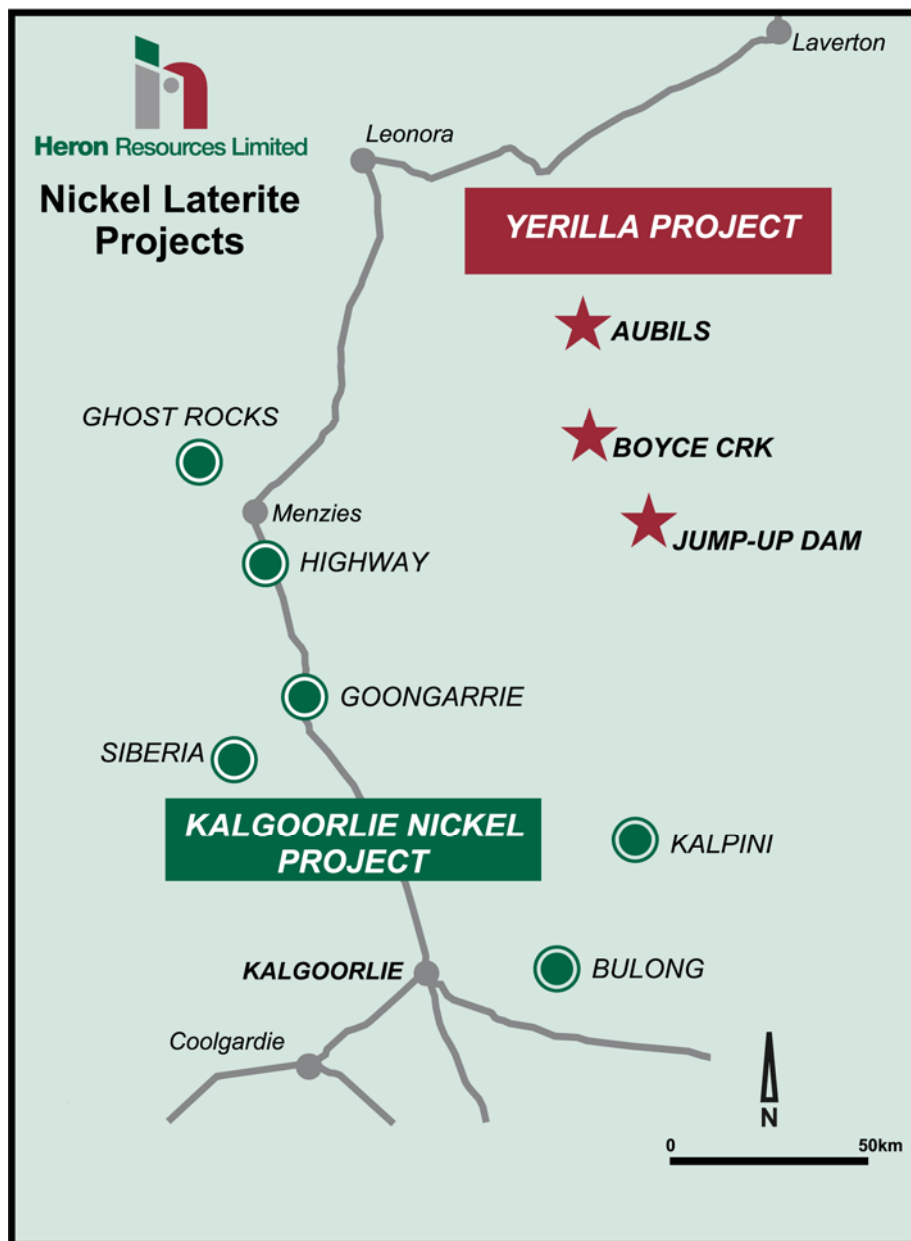 Laverton
Heron Resources Limited
Leonora
Nickel Laterite
Projects
YERILLA PROJECT
AUBILS
GHOST ROCKS
BOYCE CRK
Menzies
JUMP-UP DAM
HIGHWAY
GOONGARRIE
SIBERIA
KALGOORLIE NICKEL
PROJECT
KALPINI
KALGOORLIE
BULONG
Coolgardie
N
0 50km